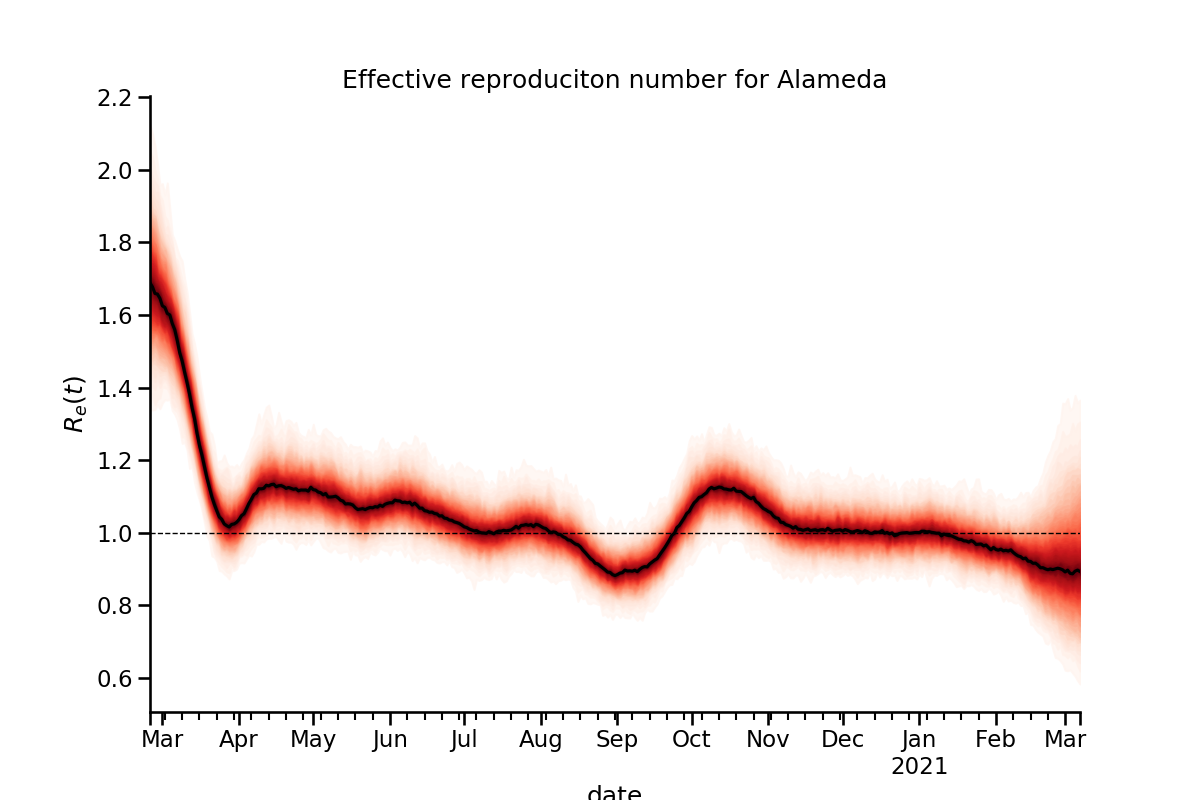 Effective reproduciton number for Alameda
2.2
2.0
1.8
1.6
1.4
1.2
1.0
0.8
0.6
Re(t)
Mar Apr May Jun Jul Aug Sep Oct Nov Dec Jan Feb Mar
2021
date